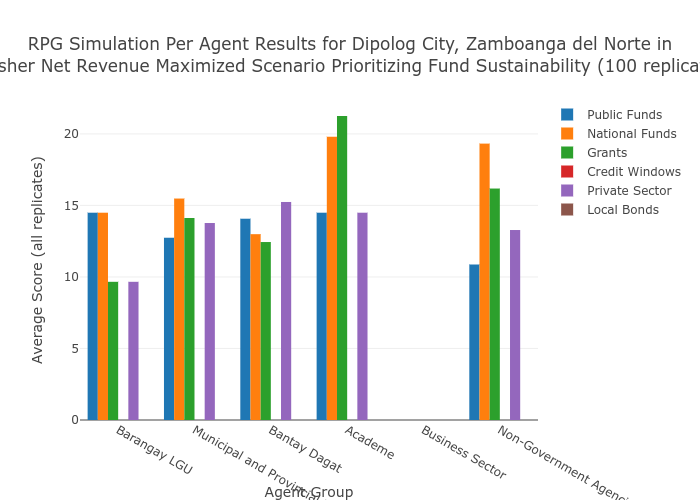 RPG Simulation Per Agent Results for Dipolog City, Zamboanga del Norte in
sher Net Revenue Maximized Scenario Prioritizing Fund Sustainability (100 replica
Public Funds
National Funds
Grants
Credit Windows
Private Sector
Local Bonds
Average Score (all replicates)
20
15
10
5
0
Barangay LGU
Municipal and Provincial
Bantay Dagat
Academe
Business Sector
Non-Government Agenci
Agent Group